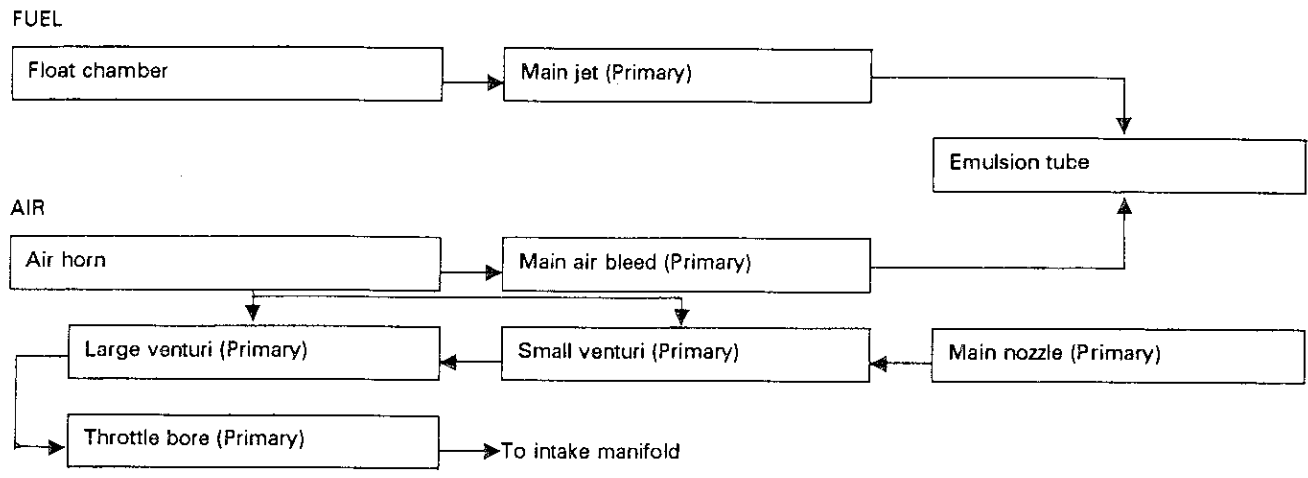 FUEL
Float chamber
Main jet (Primary)
Emulsion tube
AIR
Air horn
Main air bleed (Primary)
Large venturi (Primary)
Small venturi (Primary)
Main nozzle (Primary)
Throttle bore (Primary)
To intake manifold